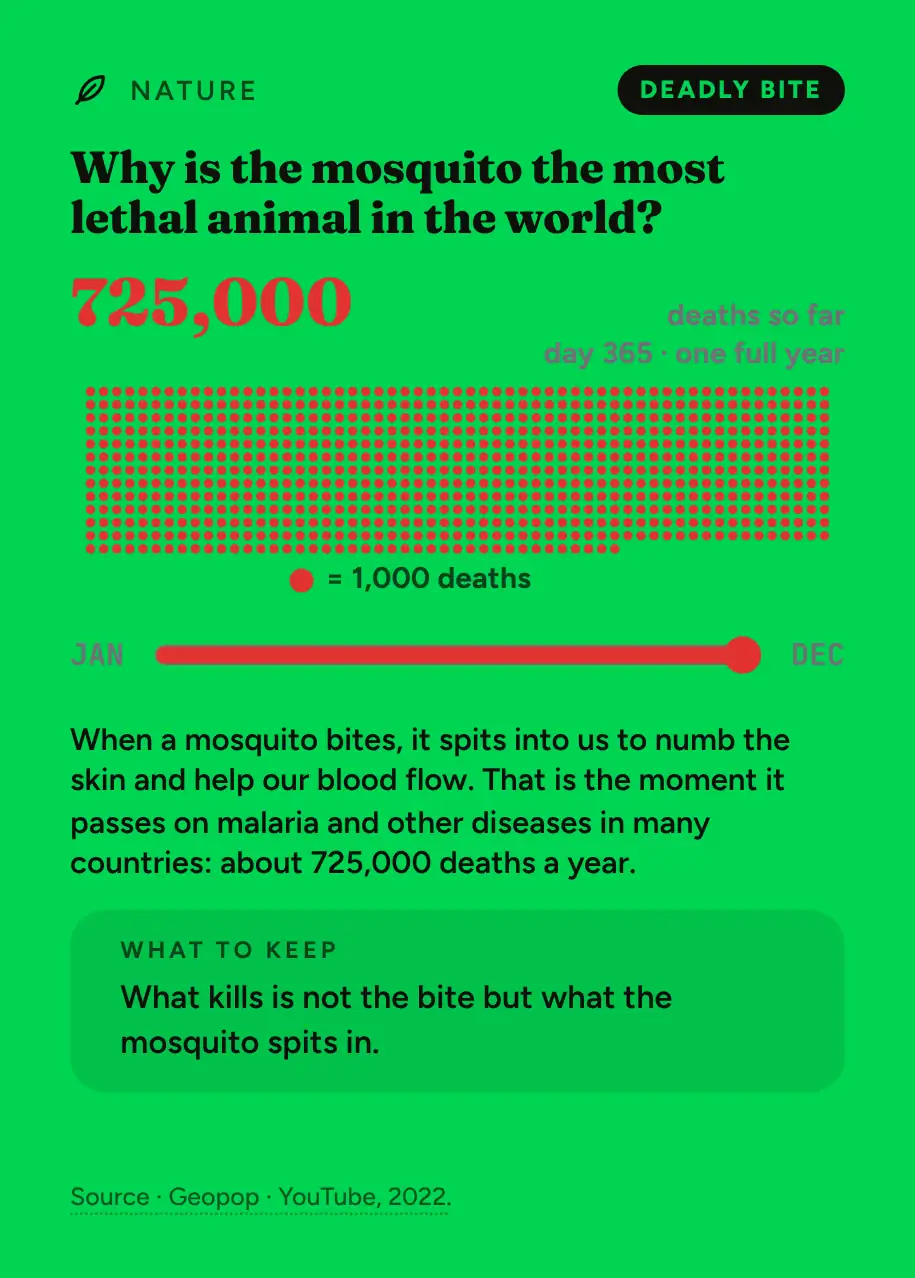 NATURE
DEADLY BITE
Why is the mosquito the most
lethal animal in the world?
725,000
deaths so far
day 365 · one full year
= 1,000 deaths
JAN
DEC
When a mosquito bites, it spits into us to numb the
skin and help our blood flow. That is the moment it
passes on malaria and other diseases in many
countries: about 725,000 deaths a year.
WHAT TO KEEP
What kills is not the bite but what the
mosquito spits in.
Source · Geopop · YouTube, 2022.